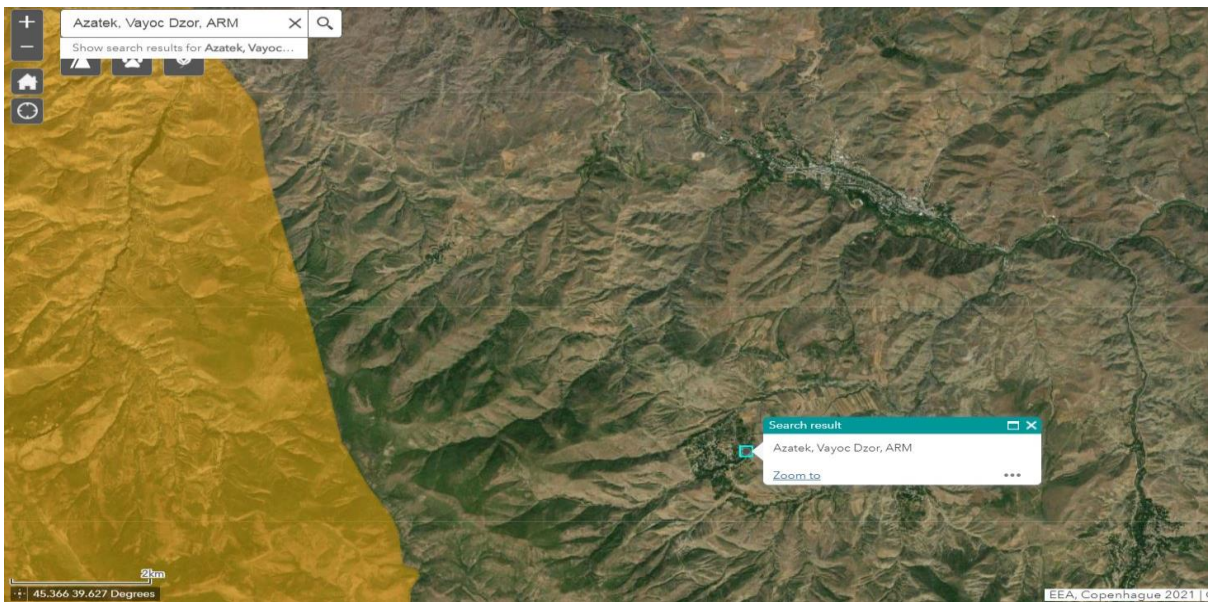 Azatek, Vayoc Dzor, ARM
Show search results for Azatek, Vayoc...
Search result
Azatek, Vayoc Dzor, ARM
Zoom to
2km
45.366 39.627 Degrees
EEA, Copenhague 2021 |